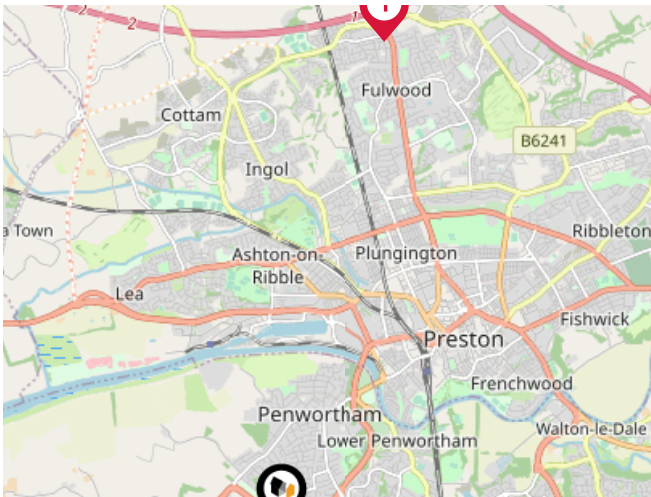 2
2
Fulwood
Cottam
B6241
Ingol
a Town
Ribbleton
Ashton-on-
Ribble
Plungington
Lea
Fishwick
Preston
Frenchwood
Penwortham
Lower Penwortham
Walton-le-Dale